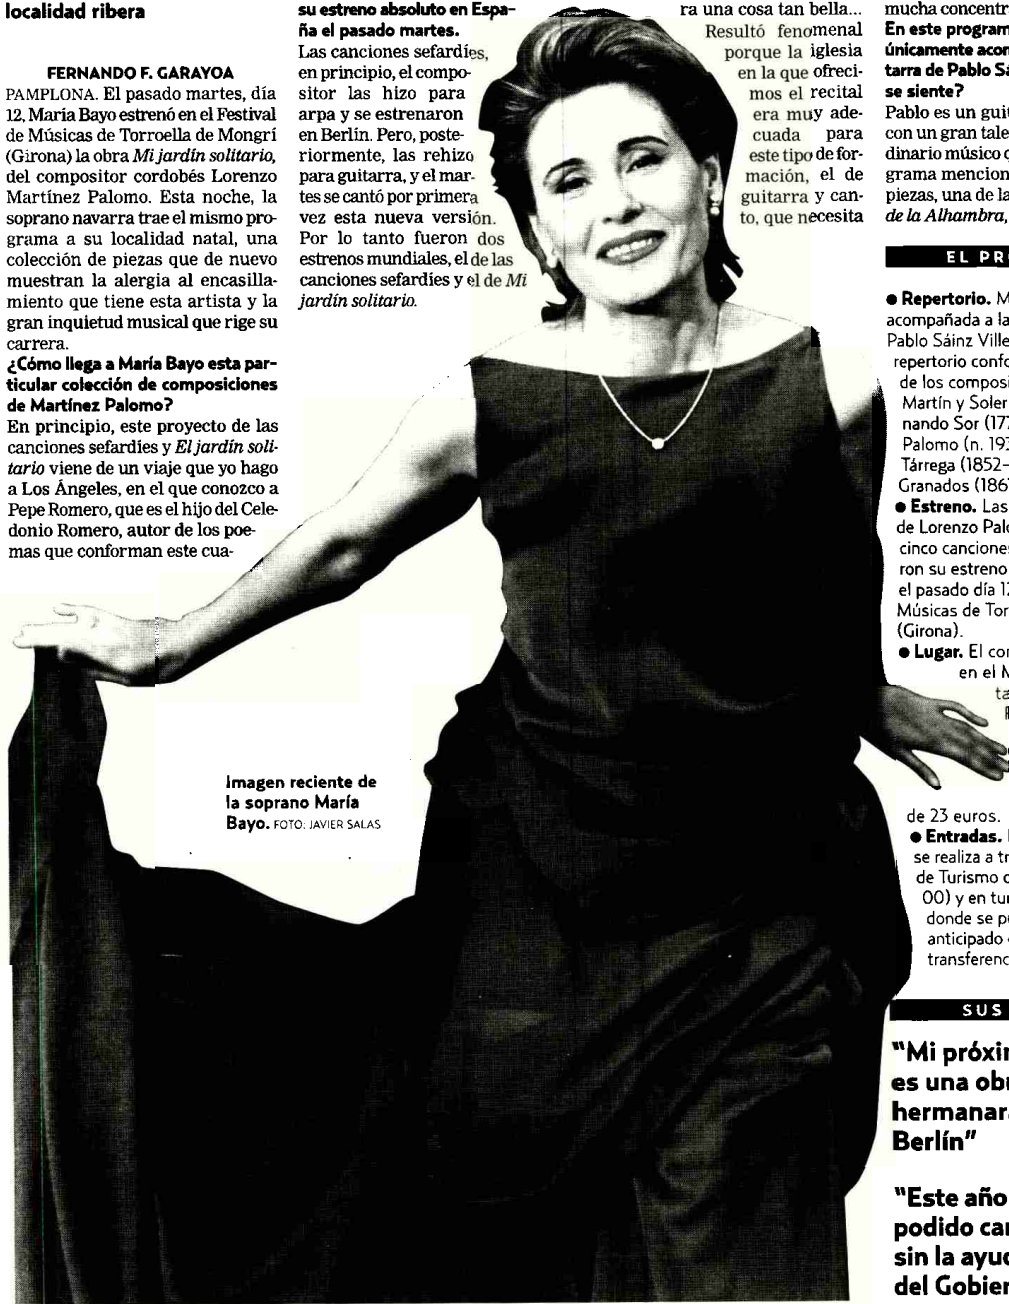 localidad ribera
FERNANDO F. GARAYOA
PAMPLONA. El pasado martes, día
12, María Bayo estrenó en el Festival
de Músicas de Torroella de Mongrí
(Girona) la obra Mi jardín solitario,
del compositor cordobés Lorenzo
Martínez Palomo. Esta noche, la
soprano navarra trae el mismo pro-
grama a su localidad natal, una
colección de piezas que de nuevo
muestran la alergia al encasilla-
miento que tiene esta artista y la
gran inquietud musical que rige su
carrera.
¿Cómo llega a María Bayo esta par-
ticular colección de composiciones
de Martínez Palomo?
En principio, este proyecto de las
canciones sefardíes y El jardín soli-
tario viene de un viaje que yo hago
a Los Ángeles, en el que conozco a
Pepe Romero, que es el hijo del Cele-
donio Romero, autor de los poe-
mas que conforman este cua-
su estreno absoluto en Espa-
ña el pasado martes.
Las canciones sefardíes,
en principio, el compo-
sitor las hizo para
arpa y se estrenaron
en Berlín. Pero, poste-
riormente, las rehizo
para guitarra, y el mar-
tes se cantó por primera
vez esta nueva versión.
Por lo tanto fueron dos
estrenos mundiales, el de las
canciones sefardíes y el de Mi
jardín solitario.
Imagen reciente de
la soprano María
Bayo. FOTO: JAVIER SALAS
ra una cosa tan bella...
Resultó fenomenal
porque la iglesia
en la que ofreci-
mos el recital
era muy ade-
cuada para
este tipo de for-
mación, el de
guitarra y can-
to, que necesita
mucha concentr
En este program
únicamente acom
tarra de Pablo Sá
se siente?
Pablo es un gui
con un gran tale
dinario músico q
grama mencion
piezas, una de la
de la Alhambra,
EL PR
● Repertorio. M
acompañada a la
Pablo Sáinz Ville
repertorio confo
de los composi
Martín y Soler
nando Sor (177
Palomo (n. 193
Tárrega (1852-
Granados (1867
● Estreno. Las
de Lorenzo Palo
cinco canciones
ron su estreno
el pasado día 12
Músicas de Tor
(Girona).
● Lugar. El con
en el M
ta
de 23 euros.
● Entradas.
se realiza a tr
de Turismo
00) y en tur
donde se p
anticipado
transferenc
SUS
"Mi próxim
es una obr
hermanara
Berlín"
"Este año
podido can
sin la ayud
del Gobier